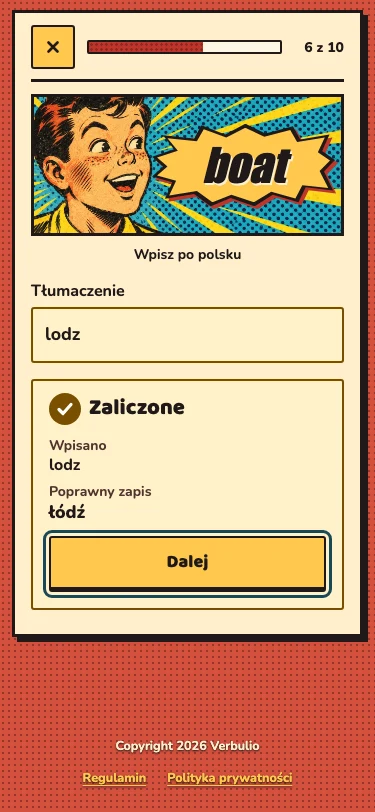 6 z 10
boat
Wpisz po polsku
Tłumaczenie
lodz
Zaliczone
Wpisano
lodz
Poprawny zapis
łódź
Dalej
Copyright 2026 Verbulio
Regulamin Polityka prywatności